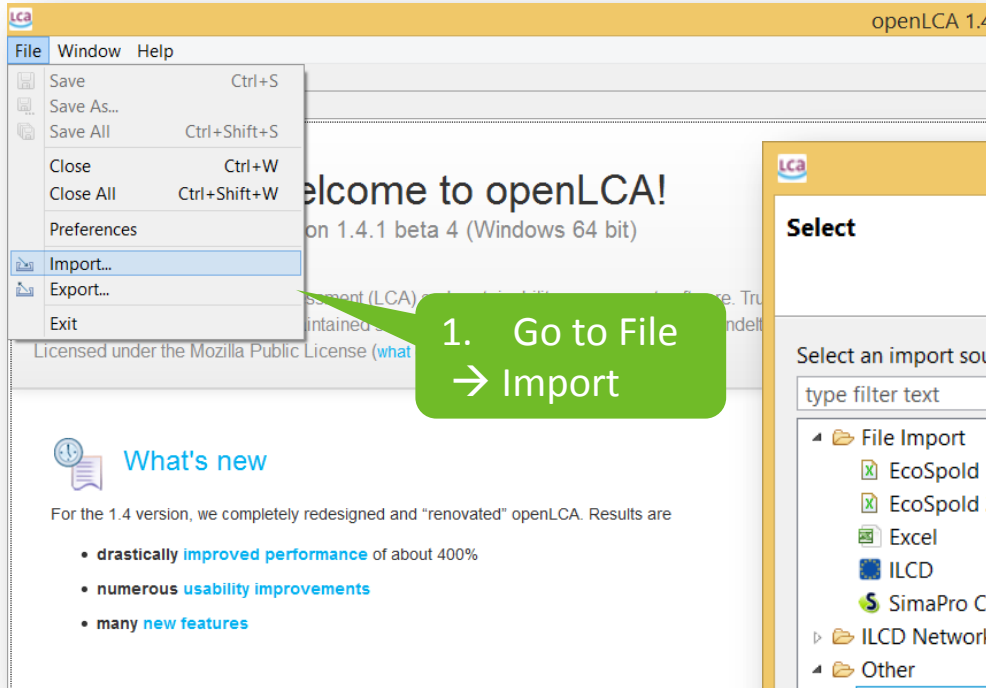 LCA
openLCA 1.4
File Window Help
Save Ctrl+S
Save As...
Save All Ctrl+Shift+S
Close Ctrl+W
Close All Ctrl+Shift+W
Preferences
Import...
Export...
Exit
elcome to openLCA!
on 1.4.1 beta 4 (Windows 64 bit)
(LCA)
intained
Licensed under the Mozilla Public License (what
1. Go to File
→ Import
What's new
For the 1.4 version, we completely redesigned and “renovated” openLCA. Results are
• drastically improved performance of about 400%
• numerous usability improvements
• many new features
LCA
Select
Select an import sou
type filter text
File Import
EcoSpold
EcoSpold
Excel
ILCD
SimaPro C
ILCD Network
Other